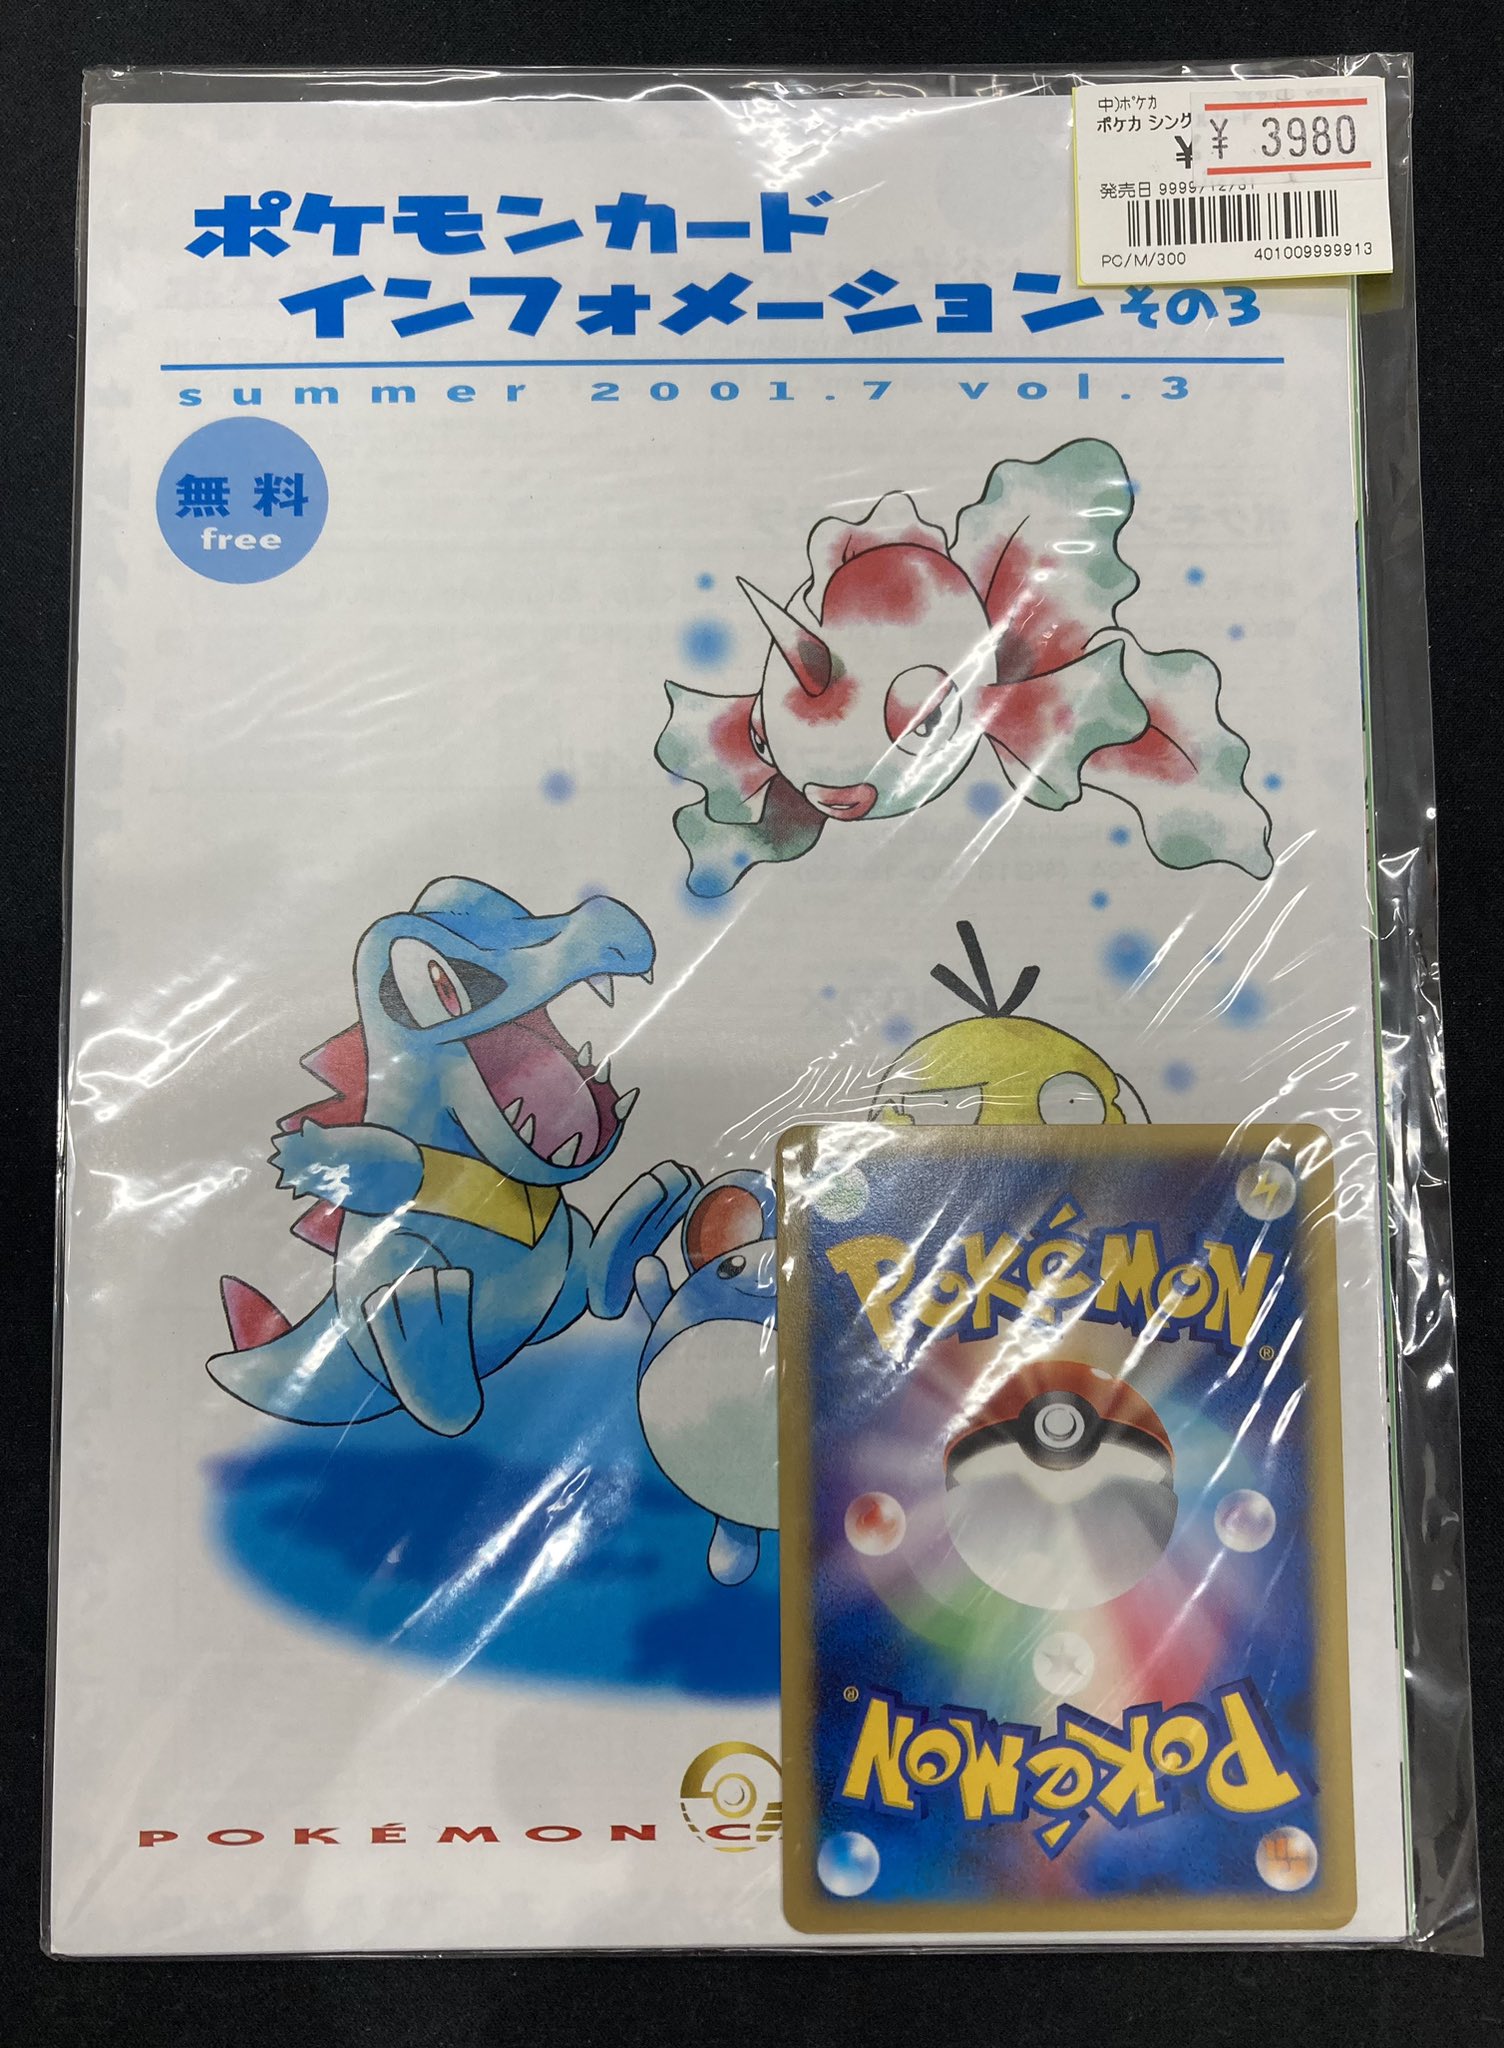 中)ポケカ
ポケカ シング
¥
¥ 3980
発売日 9999/12/31
PC/M/300
401009999913
ポケモンカード
インフォメーションその3
summer 2001.7 vol.3
無料
free
POKéMON
®
POKéMON
®
POKÉMON C